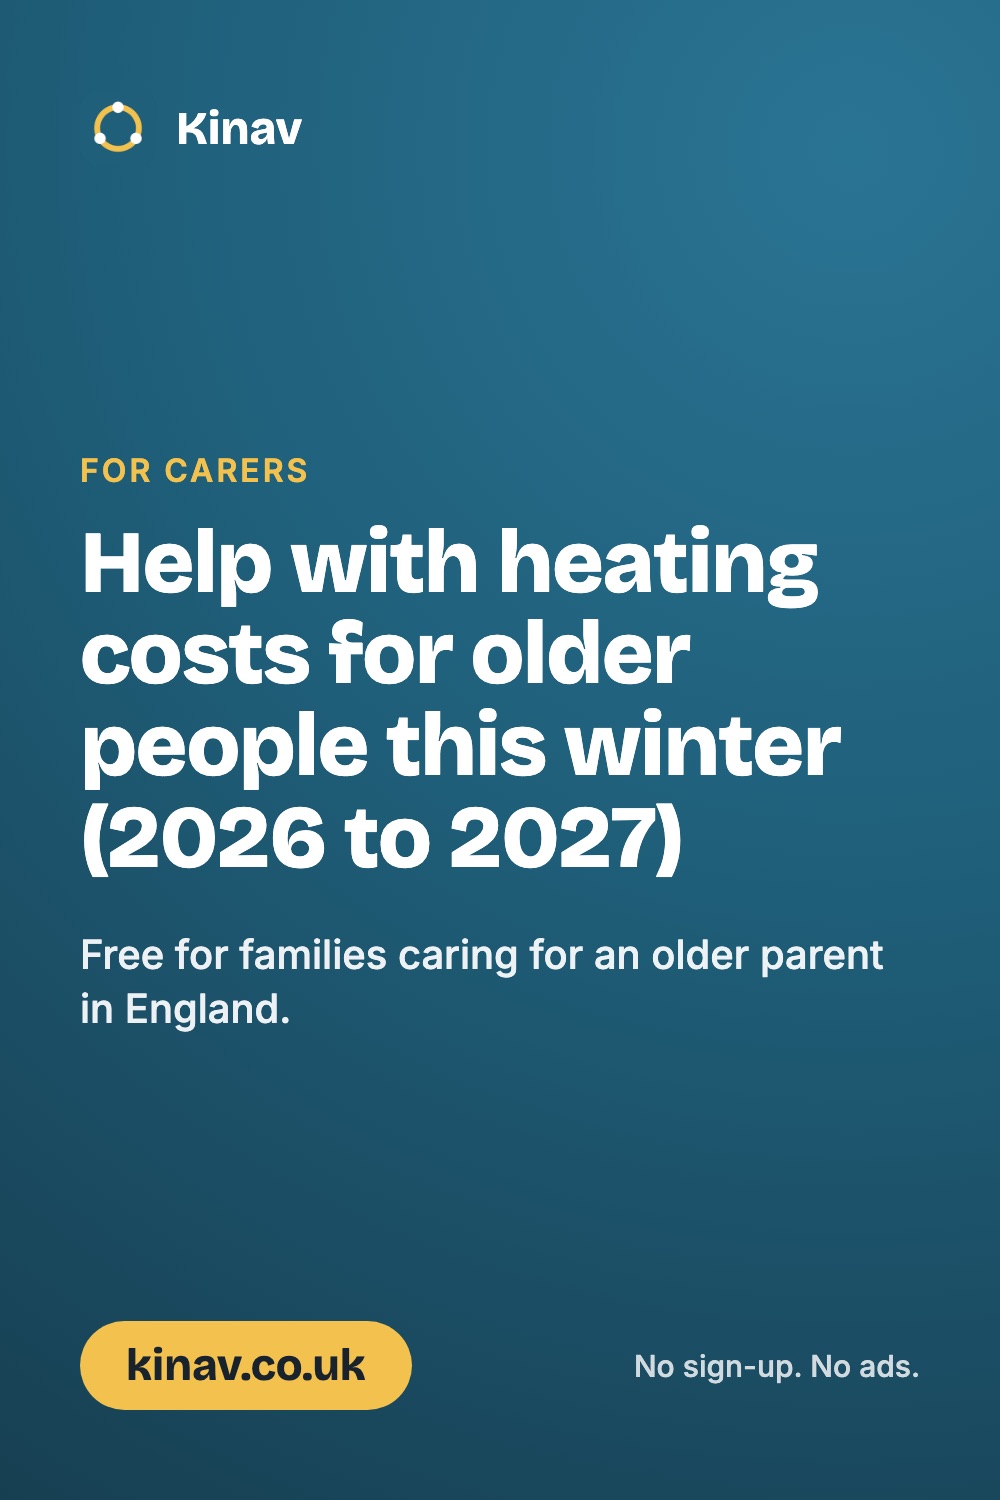 Kinav
FOR CARERS
Help with heating
costs for older
people this winter
(2026 to 2027)
Free for families caring for an older parent
in England.
kinav.co.uk
No sign-up. No ads.